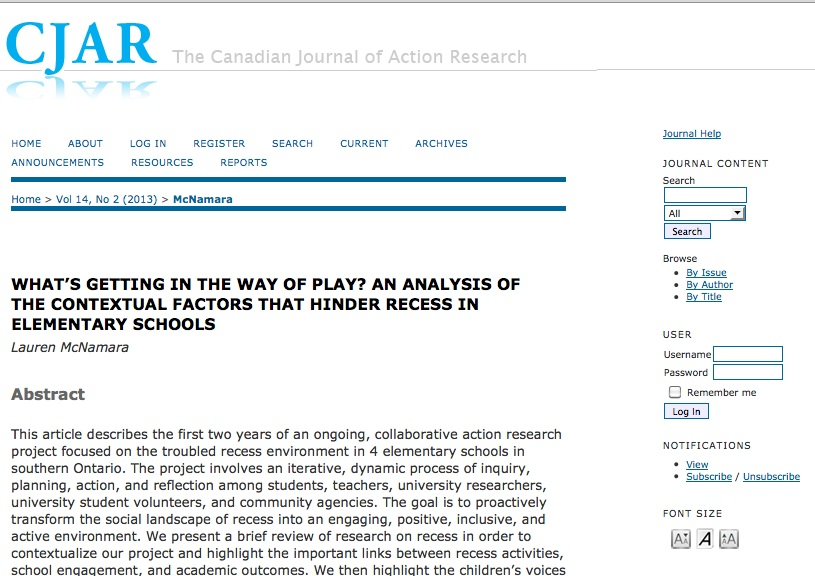 CJAR The Canadian Journal of Action Research
HOME ABOUT LOG IN REGISTER SEARCH CURRENT ARCHIVES
ANNOUNCEMENTS RESOURCES REPORTS
Home > Vol 14, No 2 (2013) > McNamara
WHAT'S GETTING IN THE WAY OF PLAY? AN ANALYSIS OF
THE CONTEXTUAL FACTORS THAT HINDER RECESS IN
ELEMENTARY SCHOOLS
Lauren McNamara
Abstract
This article describes the first two years of an ongoing, collaborative action research
project focused on the troubled recess environment in 4 elementary schools in
southern Ontario. The project involves an iterative, dynamic process of inquiry,
planning, action, and reflection among students, teachers, university researchers,
university student volunteers, and community agencies. The goal is to proactively
transform the social landscape of recess into an engaging, positive, inclusive, and
active environment. We present a brief review of research on recess in order to
contextualize our project and highlight the important links between recess activities,
school engagement, and academic outcomes. We then highlight the children's voices
Journal Help
JOURNAL CONTENT
Search
All
Search
Browse
By Issue
By Author
By Title
USER
Username
Password
Remember me
Log In
NOTIFICATIONS
View
Subscribe / Unsubscribe
FONT SIZE
A A A